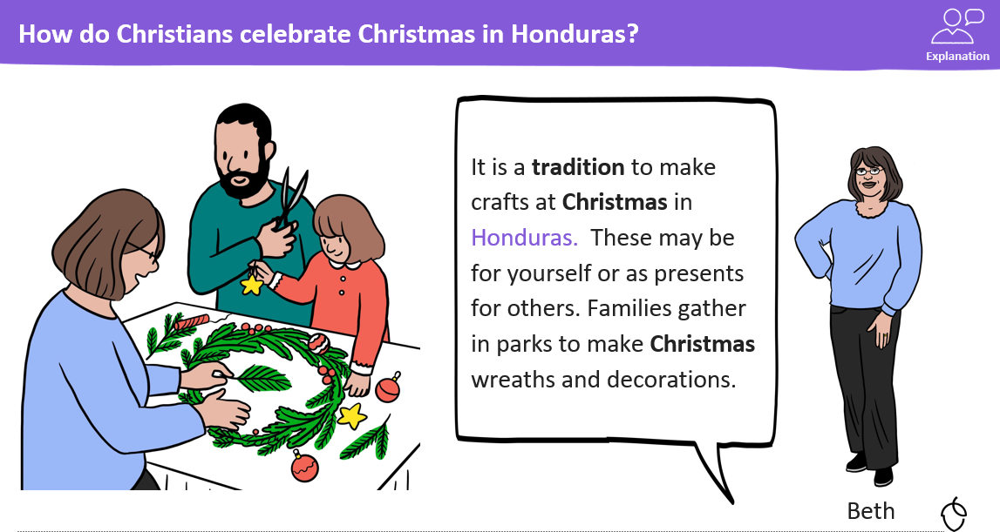 How do Christians celebrate Christmas in Honduras?
Explanation
It is a tradition to make
crafts at Christmas in
Honduras.  These may be
for yourself or as presents
for others. Families gather
in parks to make Christmas
wreaths and decorations.
Beth